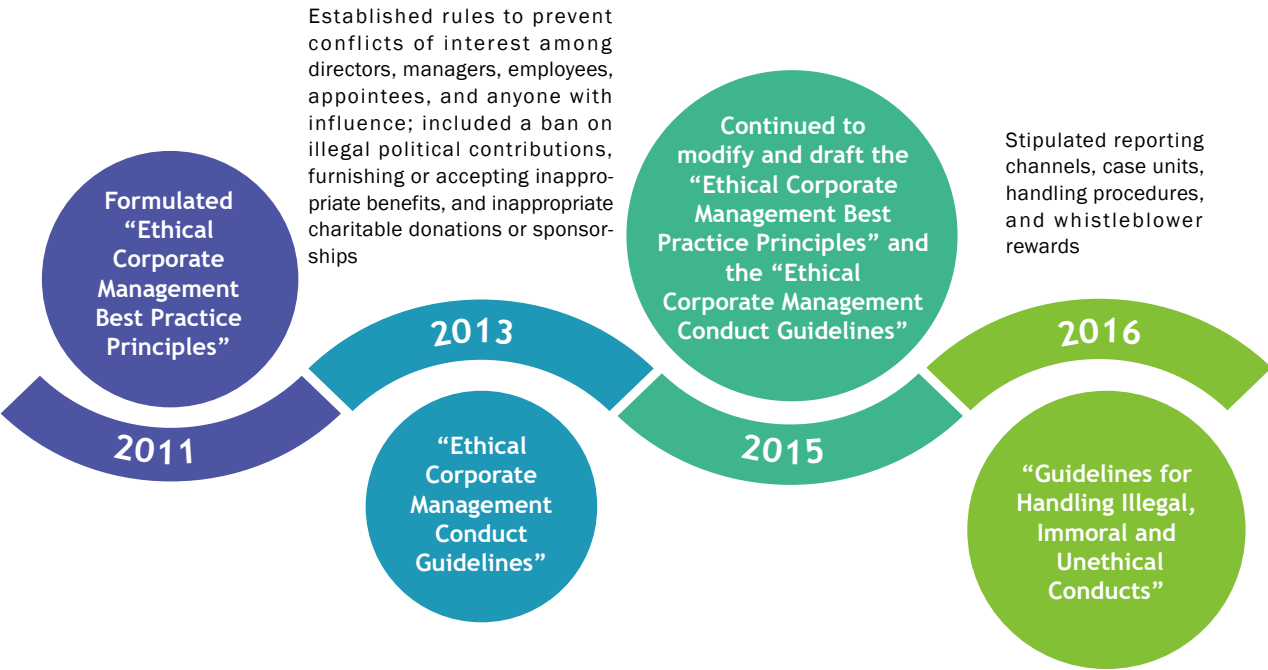 Formulated
“Ethical
Corporate
Management
Best Practice
Principles”
2011
Established rules to prevent
conflicts of interest among
directors, managers, employees,
appointees, and anyone with
influence; included a ban on
illegal political contributions,
furnishing or accepting inappro-
priate benefits, and inappropriate
charitable donations or sponsor-
ships
2013
“Ethical
Corporate
Management
Conduct
Guidelines”
Continued to
modify and draft the
“Ethical Corporate
Management Best
Practice Principles” and
the “Ethical
Corporate Management
Conduct Guidelines”
2015
Stipulated reporting
channels, case units,
handling procedures,
and whistleblower
rewards
2016
“Guidelines for
Handling Illegal,
Immoral and
Unethical
Conducts”